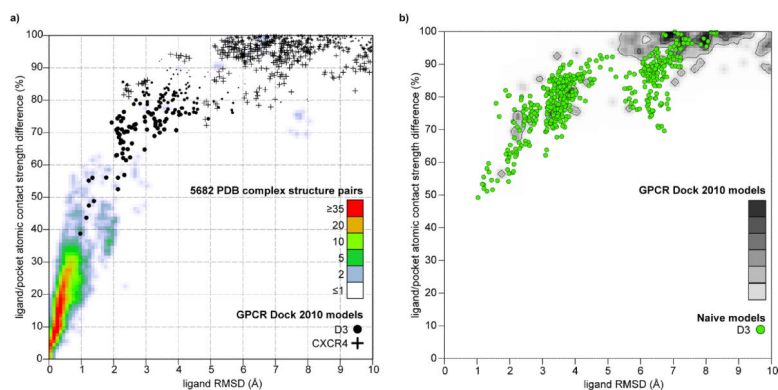 a)
ligand/pocket atomic contact strength difference (%)
100
90
80
70
60
50
40
30
20
10
0
5682 PDB complex structure pairs
≥35
20
10
5
2
≤1
GPCR Dock 2010 models
D3
CXCR4
0 1 2 3 4 5 6 7 8 9 10
ligand RMSD (Å)
b)
ligand/pocket atomic contact strength difference (%)
100
90
80
70
60
50
40
30
20
10
0
GPCR Dock 2010 models
Naive models
D3
0 1 2 3 4 5 6 7 8 9 10
ligand RMSD (Å)